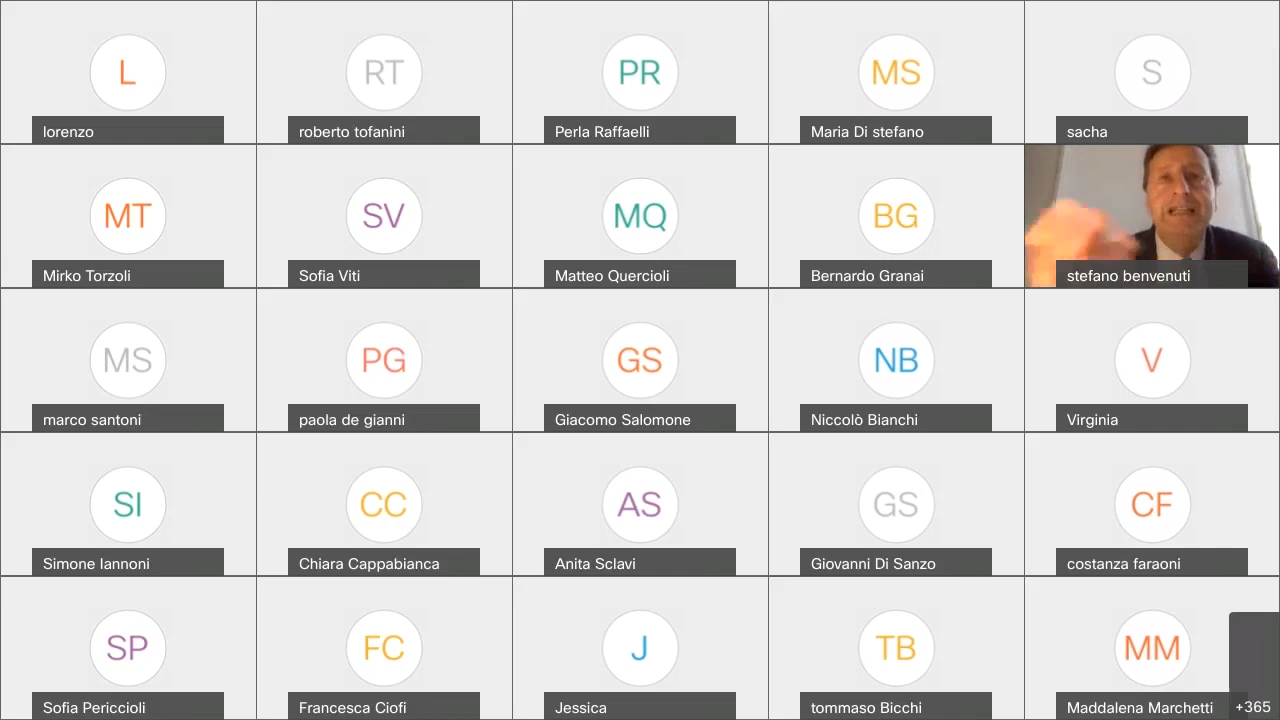 L
lorenzo
RT
roberto tofanini
PR
Perla Raffaelli
MS
Maria Di stefano
S
sacha
MT
Mirko Torzoli
SV
Sofia Viti
MQ
Matteo Quercioli
BG
Bernardo Granai
stefano benvenuti
MS
marco santoni
PG
paola de gianni
GS
Giacomo Salomone
NB
Niccolò Bianchi
V
Virginia
SI
Simone Iannoni
CC
Chiara Cappabianca
AS
Anita Sclavi
GS
Giovanni Di Sanzo
CF
costanza faraoni
SP
Sofia Periccioli
FC
Francesca Ciofi
J
Jessica
TB
tommaso Bicchi
MM
Maddalena Marchetti
+365